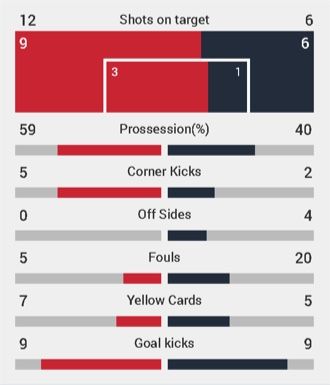 12 Shots on target 6
9 6
3 1
59 Prossession(%) 40
5 Corner Kicks 2
0 Off Sides 4
5 Fouls 20
7 Yellow Cards 5
9 Goal kicks 9